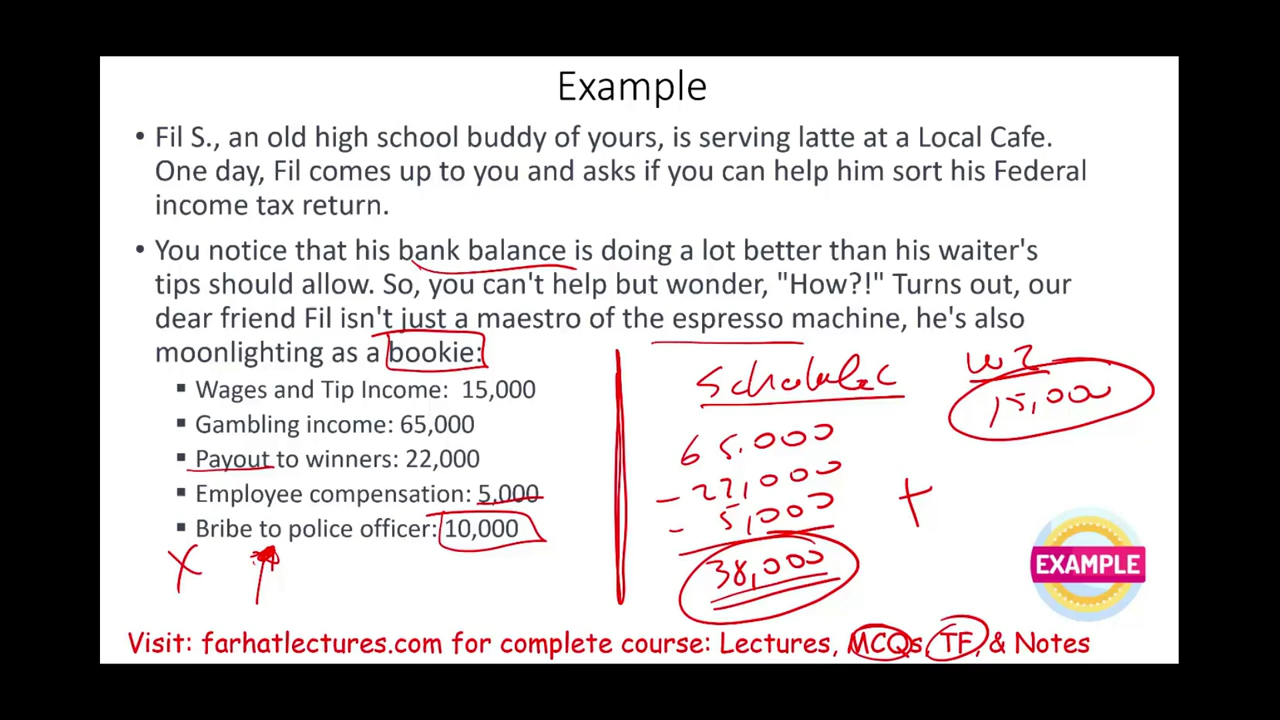 Example
• Fil S., an old high school buddy of yours, is serving latte at a Local Cafe.
One day, Fil comes up to you and asks if you can help him sort his Federal
income tax return.
• You notice that his bank balance is doing a lot better than his waiter's
tips should allow. So, you can't help but wonder, "How?!" Turns out, our
dear friend Fil isn't just a maestro of the espresso machine, he's also
moonlighting as a bookie:
▪ Wages and Tip Income: 15,000
▪ Gambling income: 65,000
▪ Payout to winners: 22,000
▪ Employee compensation: 5,000
▪ Bribe to police officer: 10,000
X
Schedule C
65.000
- 22,000
- 5,000
38,000
+
W2
15,000
EXAMPLE
Visit: farhatlectures.com for complete course: Lectures, MCQs, TF, & Notes